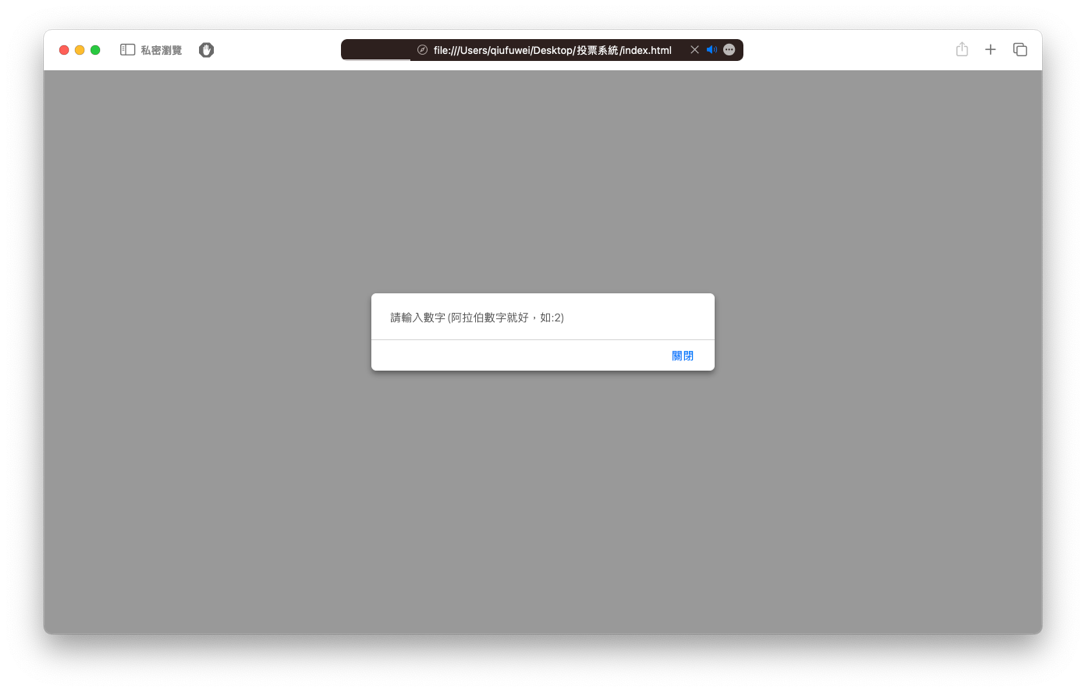 私密瀏覽
file:///Users/qiufuwei/Desktop/投票系統/index.html
請輸入數字(阿拉伯數字就好，如:2)
關閉